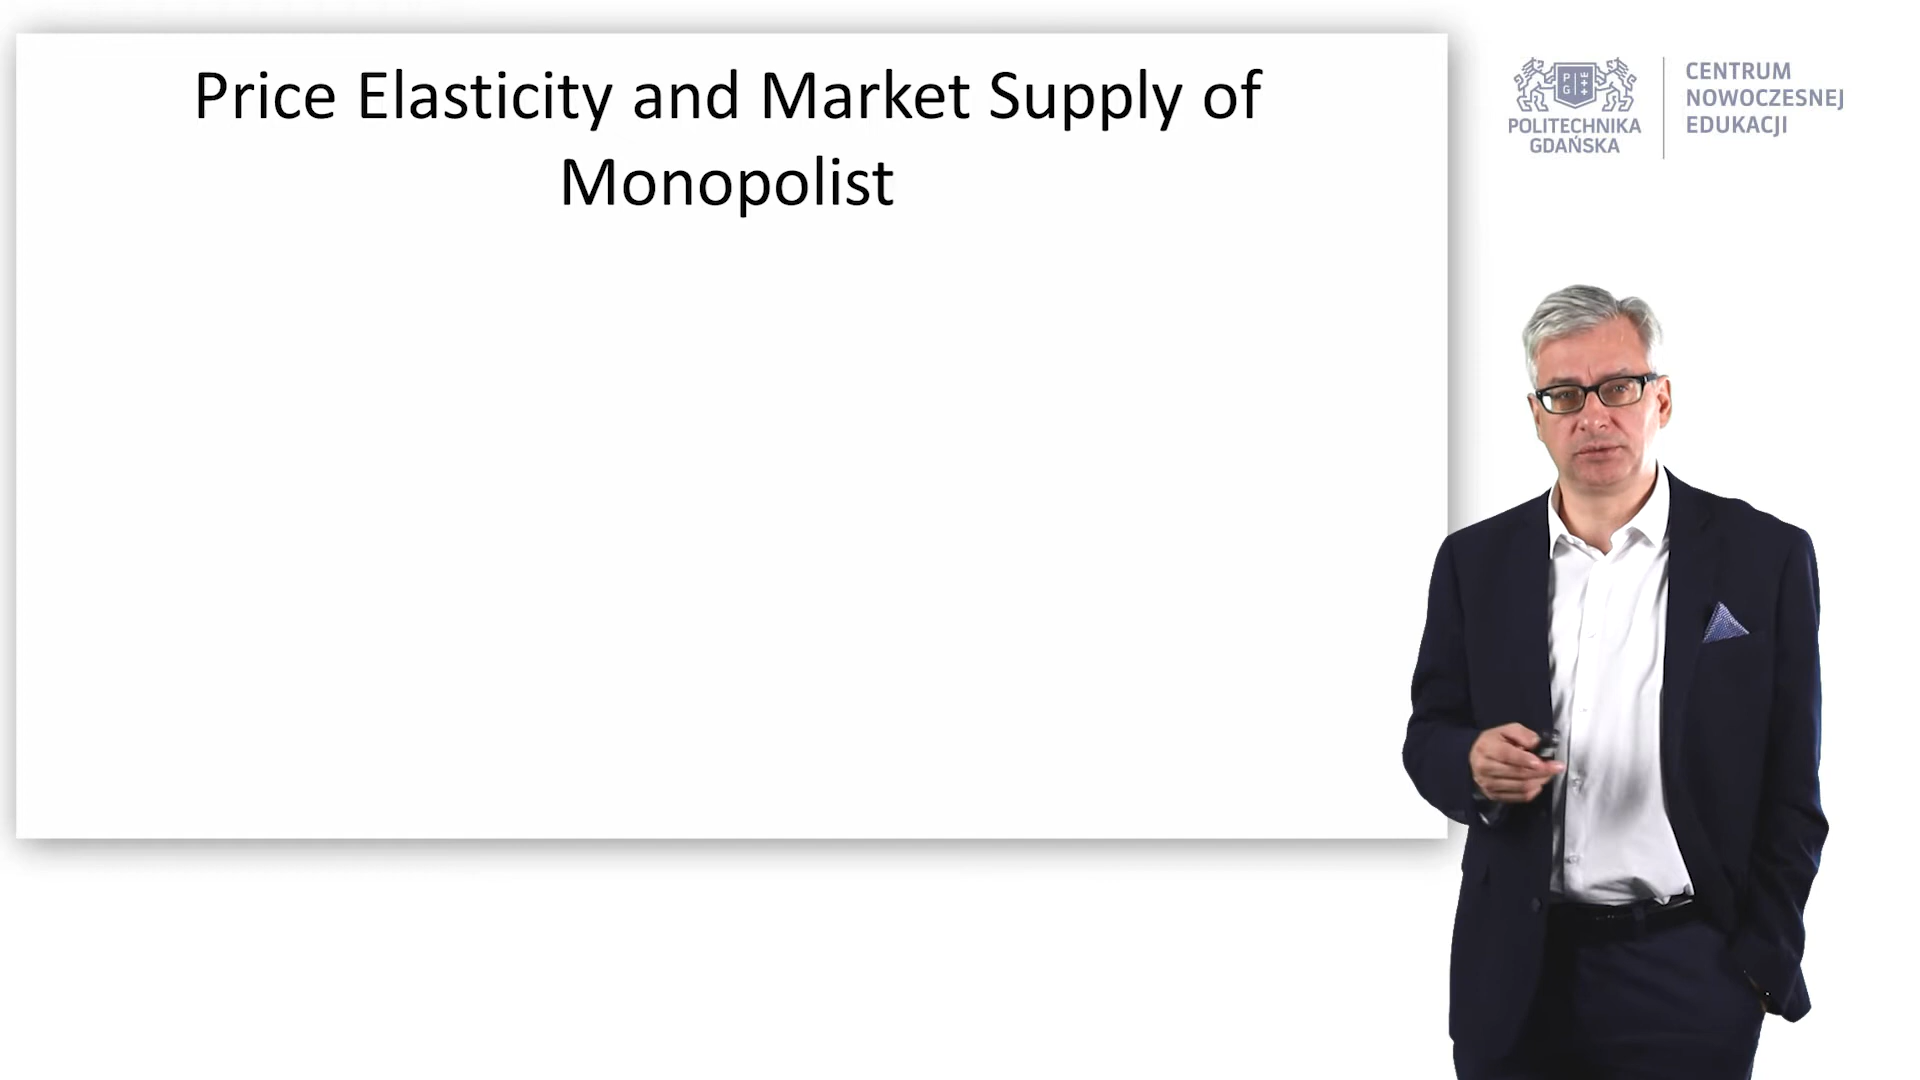 Price Elasticity and Market Supply of
Monopolist
P G
POLITECHNIKA
GDAŃSKA
CENTRUM
NOWOCZESNEJ
EDUKACJI